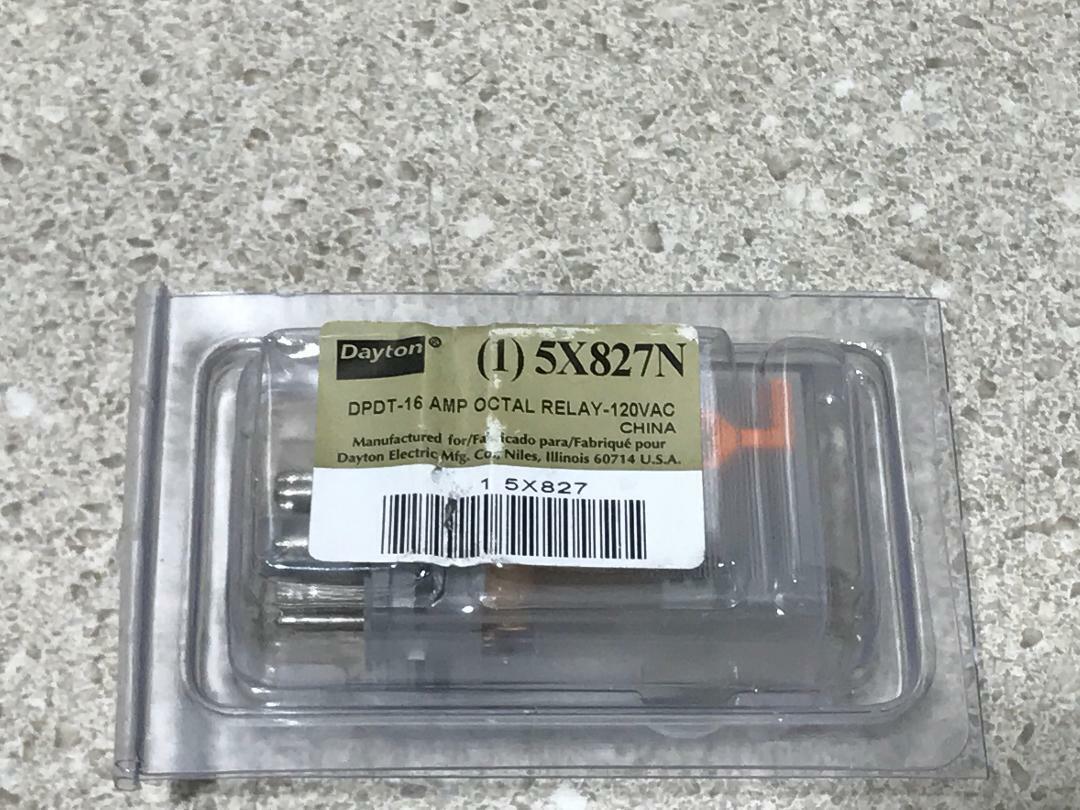 Dayton®
(1) 5X827N
DPDT-16 AMP OCTAL RELAY-120VAC
CHINA
Manufactured for/Fabricado para/Fabriqué pour
Dayton Electric Mfg. Co., Niles, Illinois 60714 U.S.A.
1 5X827